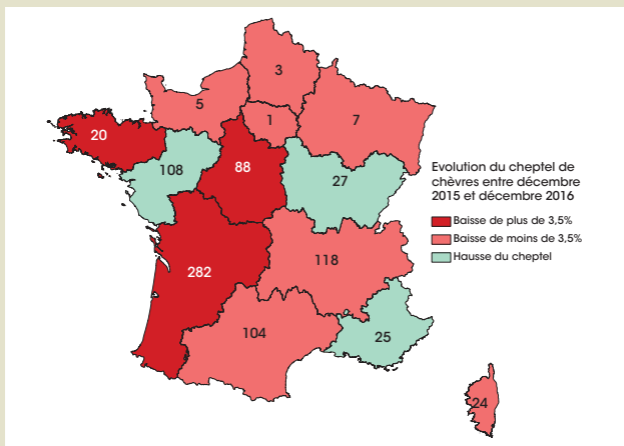 3
5
1
7
20
108
88
27
Evolution du cheptel de
chèvres entre décembre
2015 et décembre 2016
Baisse de plus de 3,5%
Baisse de moins de 3,5%
Hausse du cheptel
282
118
104
25
24